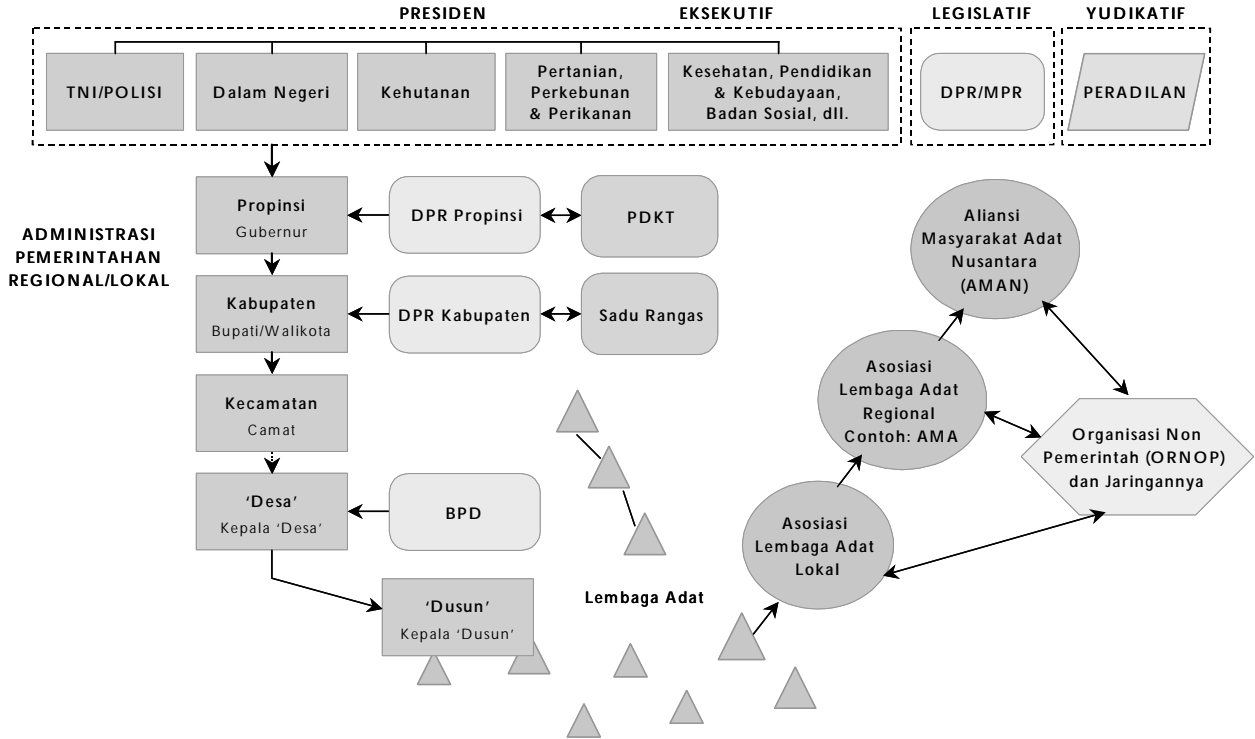 PRESIDEN
EKSEKUTIF
LEGISLATIF
YUDIKATIF
TNI/POLISI
Dalam Negeri
Kehutanan
Pertanian,
Perkebunan
& Perikanan
Kesehatan, Pendidikan
& Kebudayaan,
Badan Sosial, dll.
DPR/MPR
PERADILAN
ADMINISTRASI
PEMERINTAHAN
REGIONAL/LOKAL
Propinsi
Gubernur
DPR Propinsi
PDKT
Kabupaten
Bupati/Walikota
DPR Kabupaten
Sadu Rangas
Kecamatan
Camat
‘Desa’
Kepala ‘Desa’
BPD
‘Dusun’
Kepala ‘Dusun’
Lembaga Adat
Aliansi
Masyarakat Adat
Nusantara
(AMAN)
Asosiasi
Lembaga Adat
Regional
Contoh: AMA
Organisasi Non
Pemerintah (ORNOP)
dan Jaringannya
Asosiasi
Lembaga Adat
Lokal